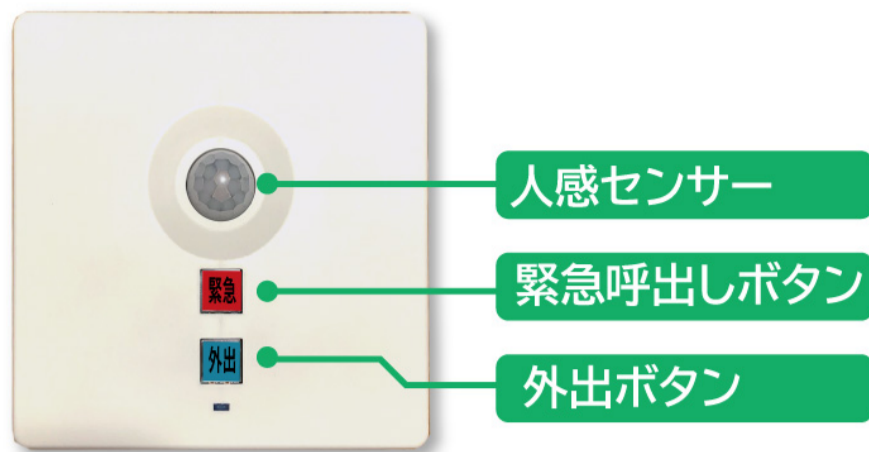 人感センサー
緊急
緊急呼出しボタン
外出
外出ボタン